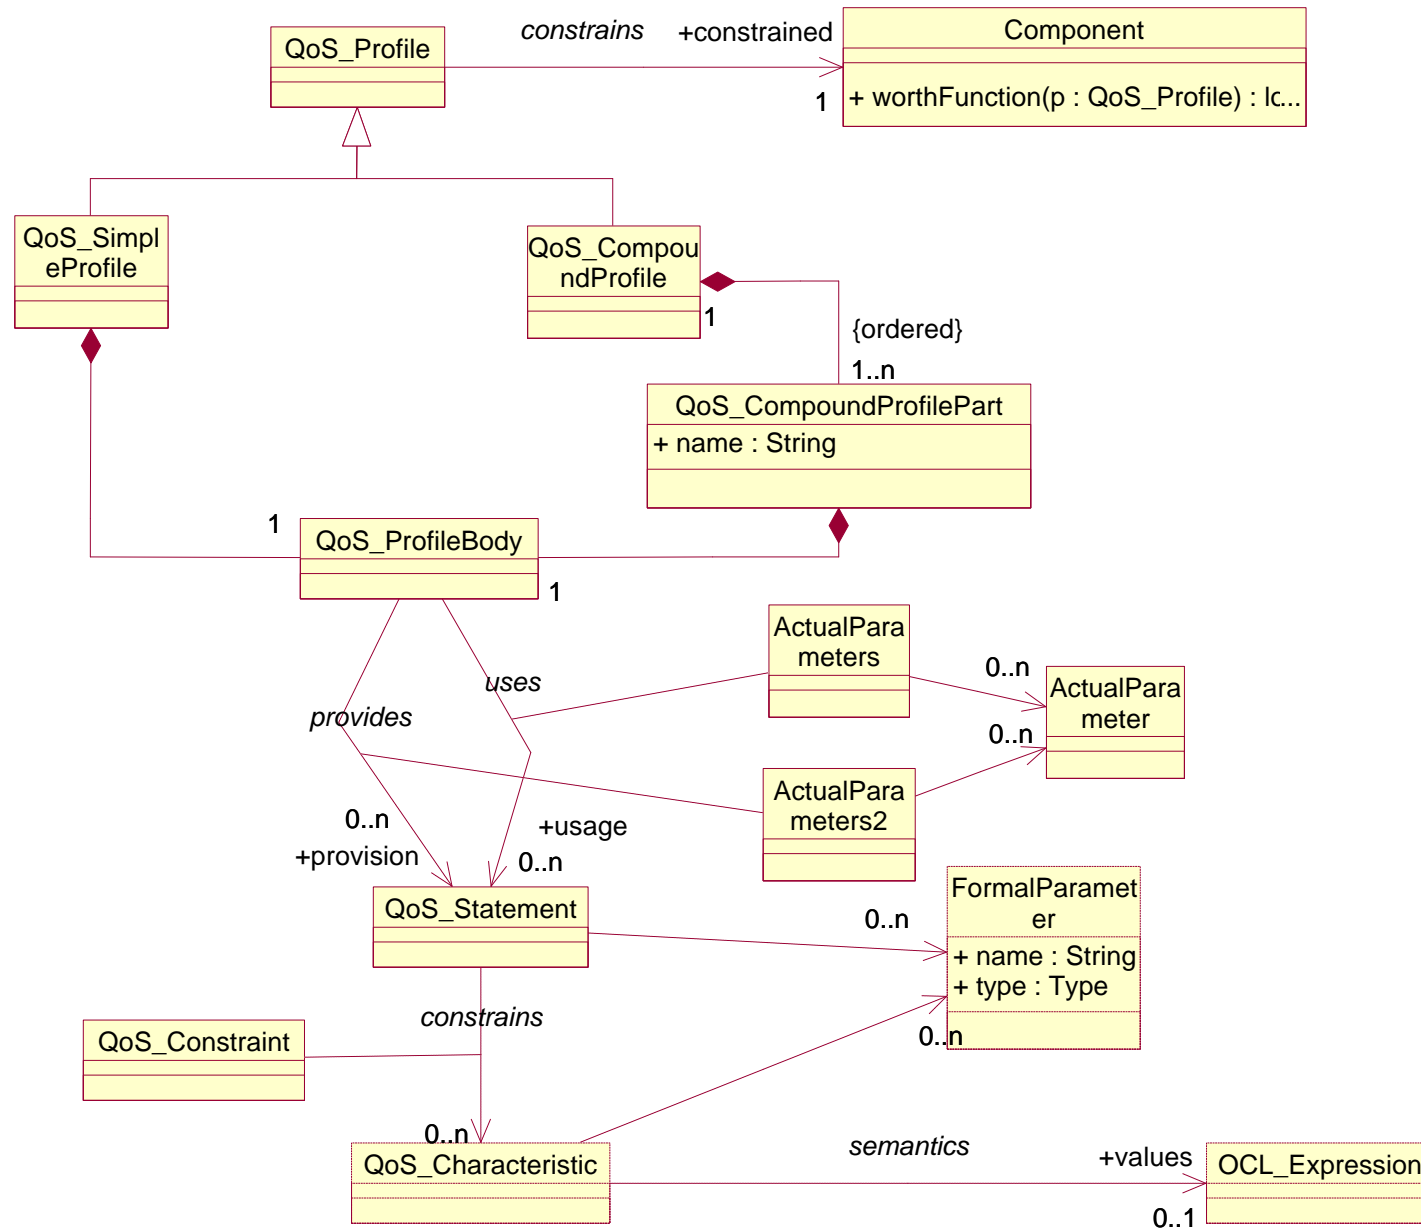 QoS_Profile
constrains
+constrained
1
Component
+ worthFunction(p : QoS_Profile) : lc...
QoS_Simpl
eProfile
QoS_Compou
ndProfile
1
{ordered}
1..n
QoS_CompoundProfilePart
+ name : String
1
QoS_ProfileBody
1
uses
provides
ActualPara
meters
0..n
ActualPara
meter
0..n
ActualPara
meters2
0..n
+provision
+usage
0..n
QoS_Statement
0..n
FormalParamet
er
+ name : String
+ type : Type
constrains
QoS_Constraint
0..n
0..n
QoS_Characteristic
semantics
+values
0..1
OCL_Expression